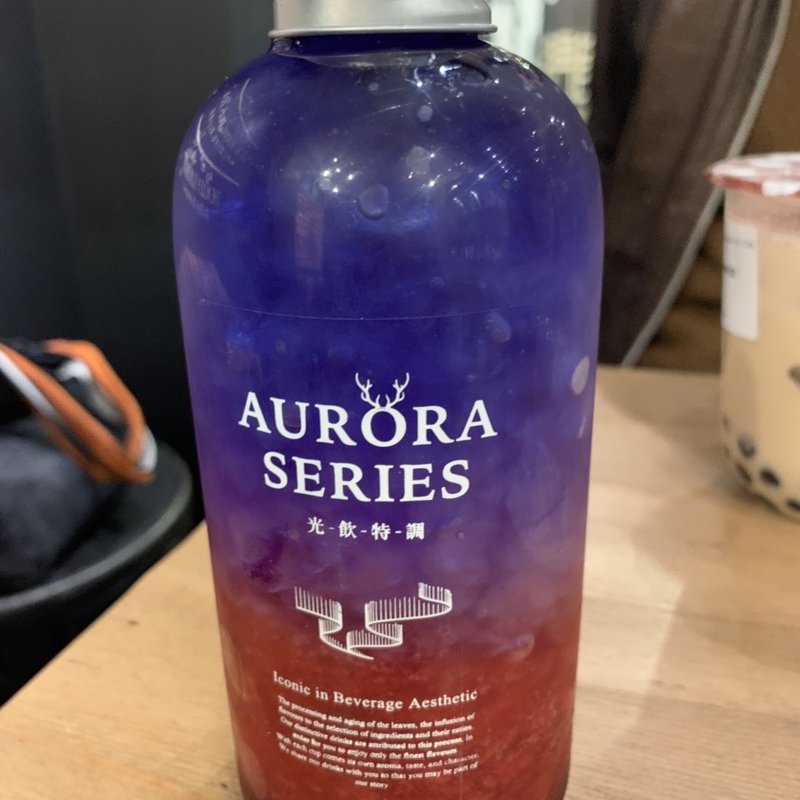 AURORA
SERIES
光-飲-特-調
Iconic in Beverage Aesthetic
The processing and aging of the leaves, the infusion of
flavours to the selection of ingredients and their ratios.
Our distinctive drinks are attributed to this process, in
order for you to enjoy only the finest flavours.
With each cup comes its own aroma, taste, and character.
We share our drinks with you so that you may be part of
our story.